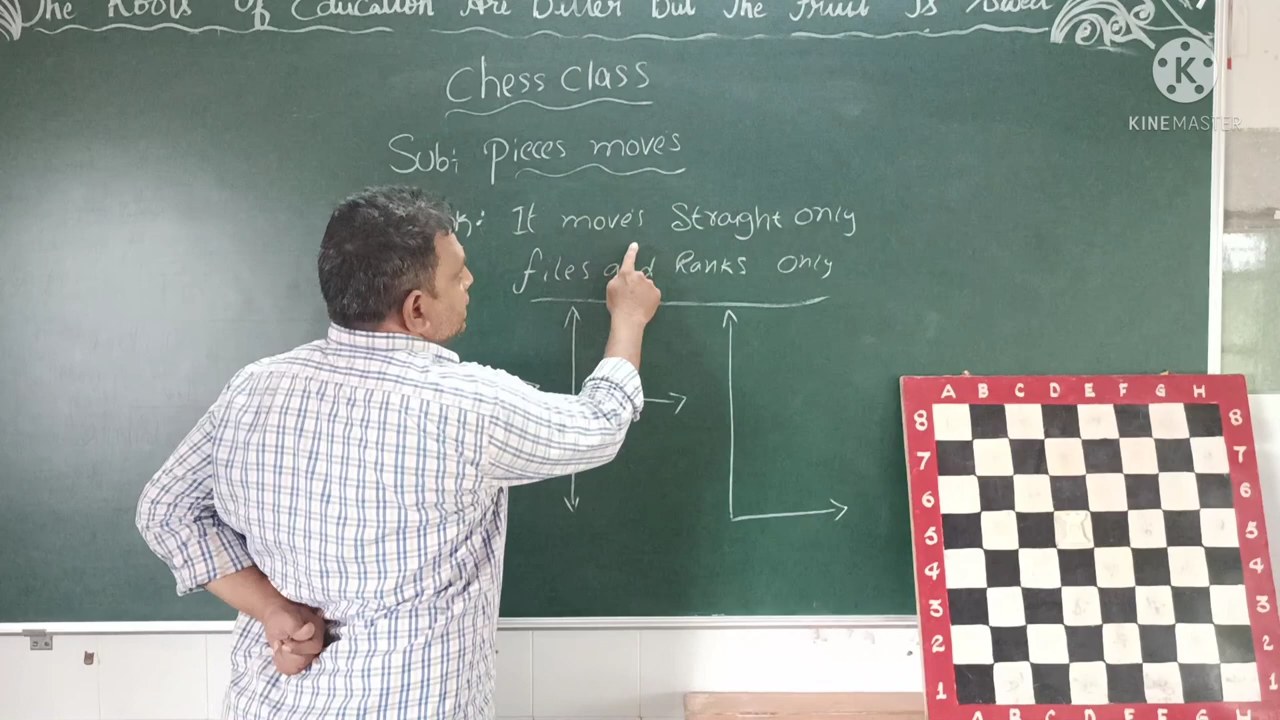 The Roots Of Education Are Bitter But The Fruit Is Sweet
Chess Class
Sub: Pieces move's
It move's Straight only
files and Ranks only
K
KINEMASTER
A B C D E F G H
8 8
7 7
6 6
5 5
4 4
3 3
2 2
1 1
A B C D E F G H